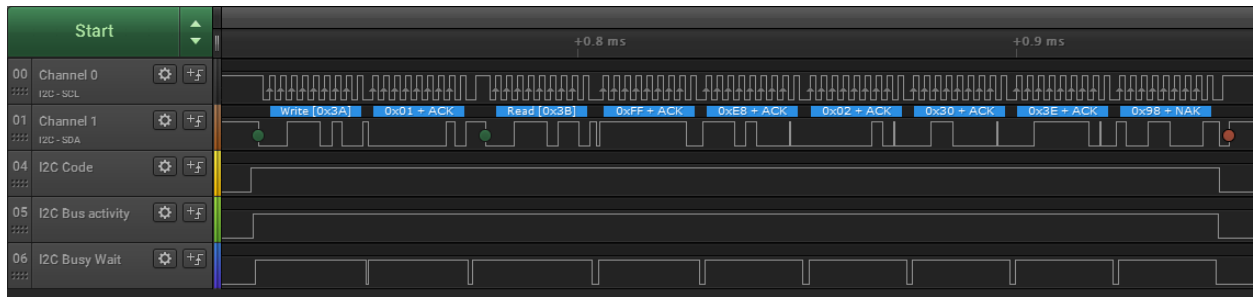 Start
+0.8 ms
+0.9 ms
00 Channel 0
I2C - SCL
Write [0x3A] 0x01 + ACK Read [0x3B] 0xFF + ACK 0xE8 + ACK 0x02 + ACK 0x30 + ACK 0x3E + ACK 0x98 + NAK
01 Channel 1
I2C - SDA
04 I2C Code
05 I2C Bus activity
06 I2C Busy Wait